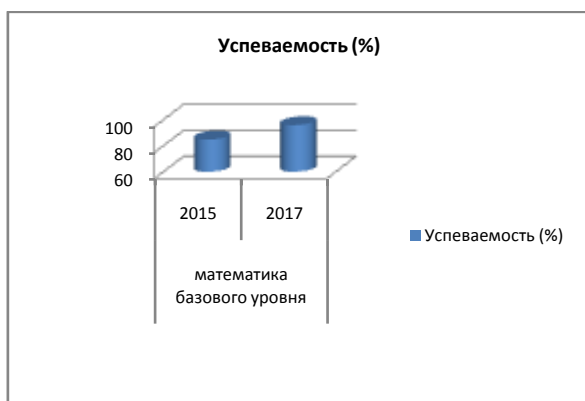 Успеваемость (%)
100
80
60
2015 2017
математика
базового уровня
Успеваемость (%)